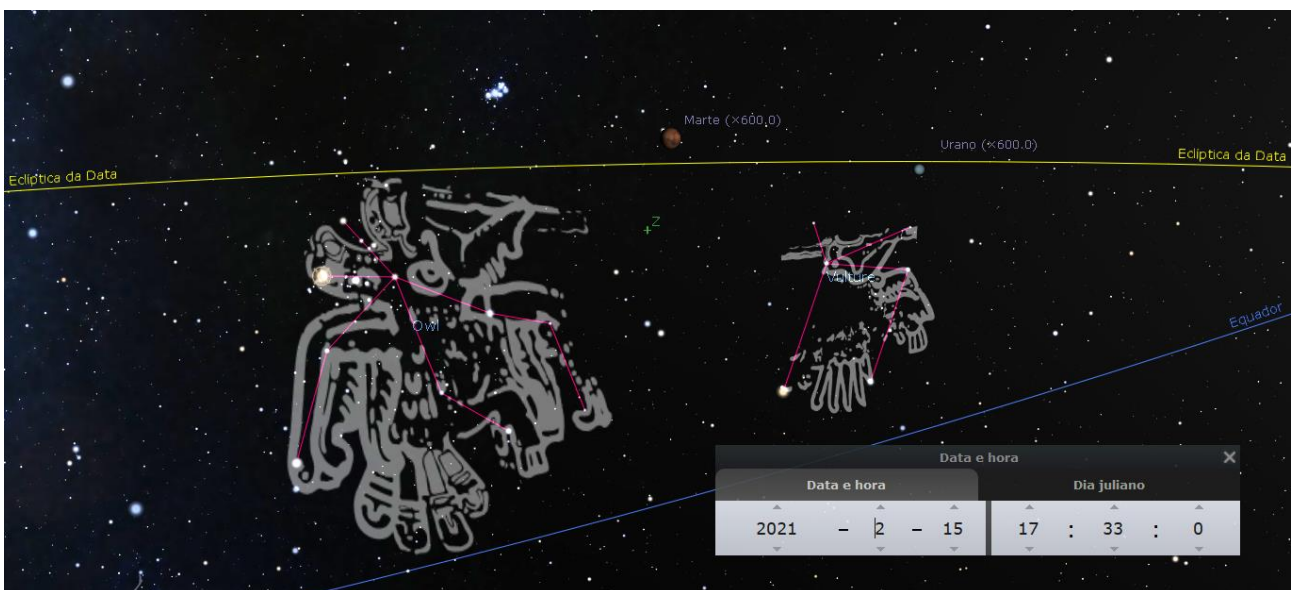 Marte (×600.0)
Urano (×600.0)
Eclíptica da Data
Eclíptica da Data
Z
Vulture
Owl
Equador
Data e hora
Data e hora
Dia juliano
2021 – 2 – 15 17 : 33 : 0